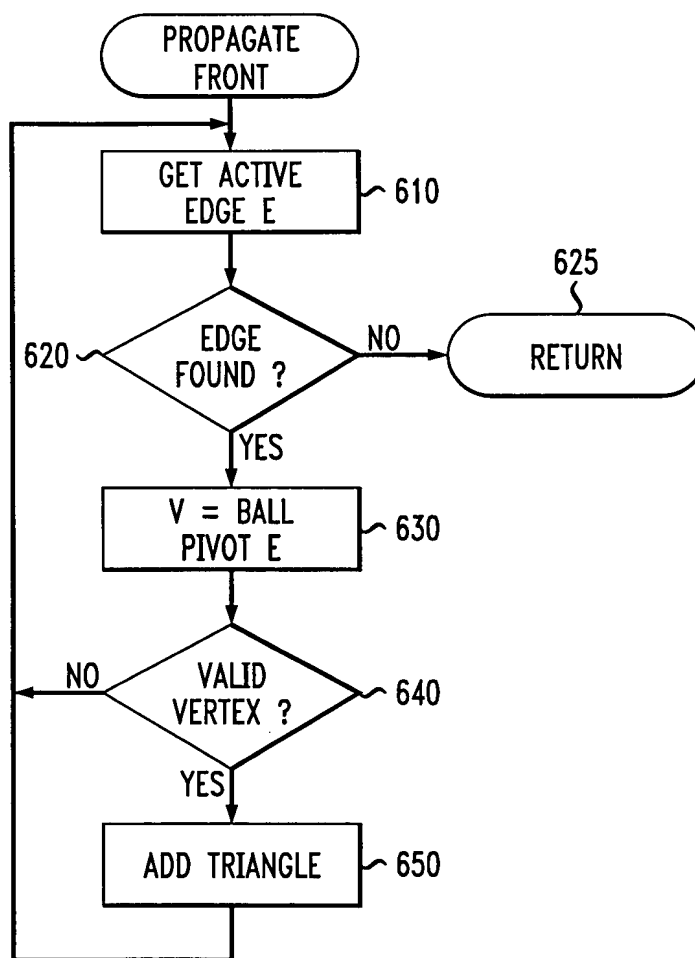 PROPAGATE
FRONT
GET ACTIVE
EDGE E
610
625
620
EDGE
FOUND ?
NO
RETURN
YES
V = BALL
PIVOT E
630
NO
VALID
VERTEX ?
640
YES
ADD TRIANGLE
650